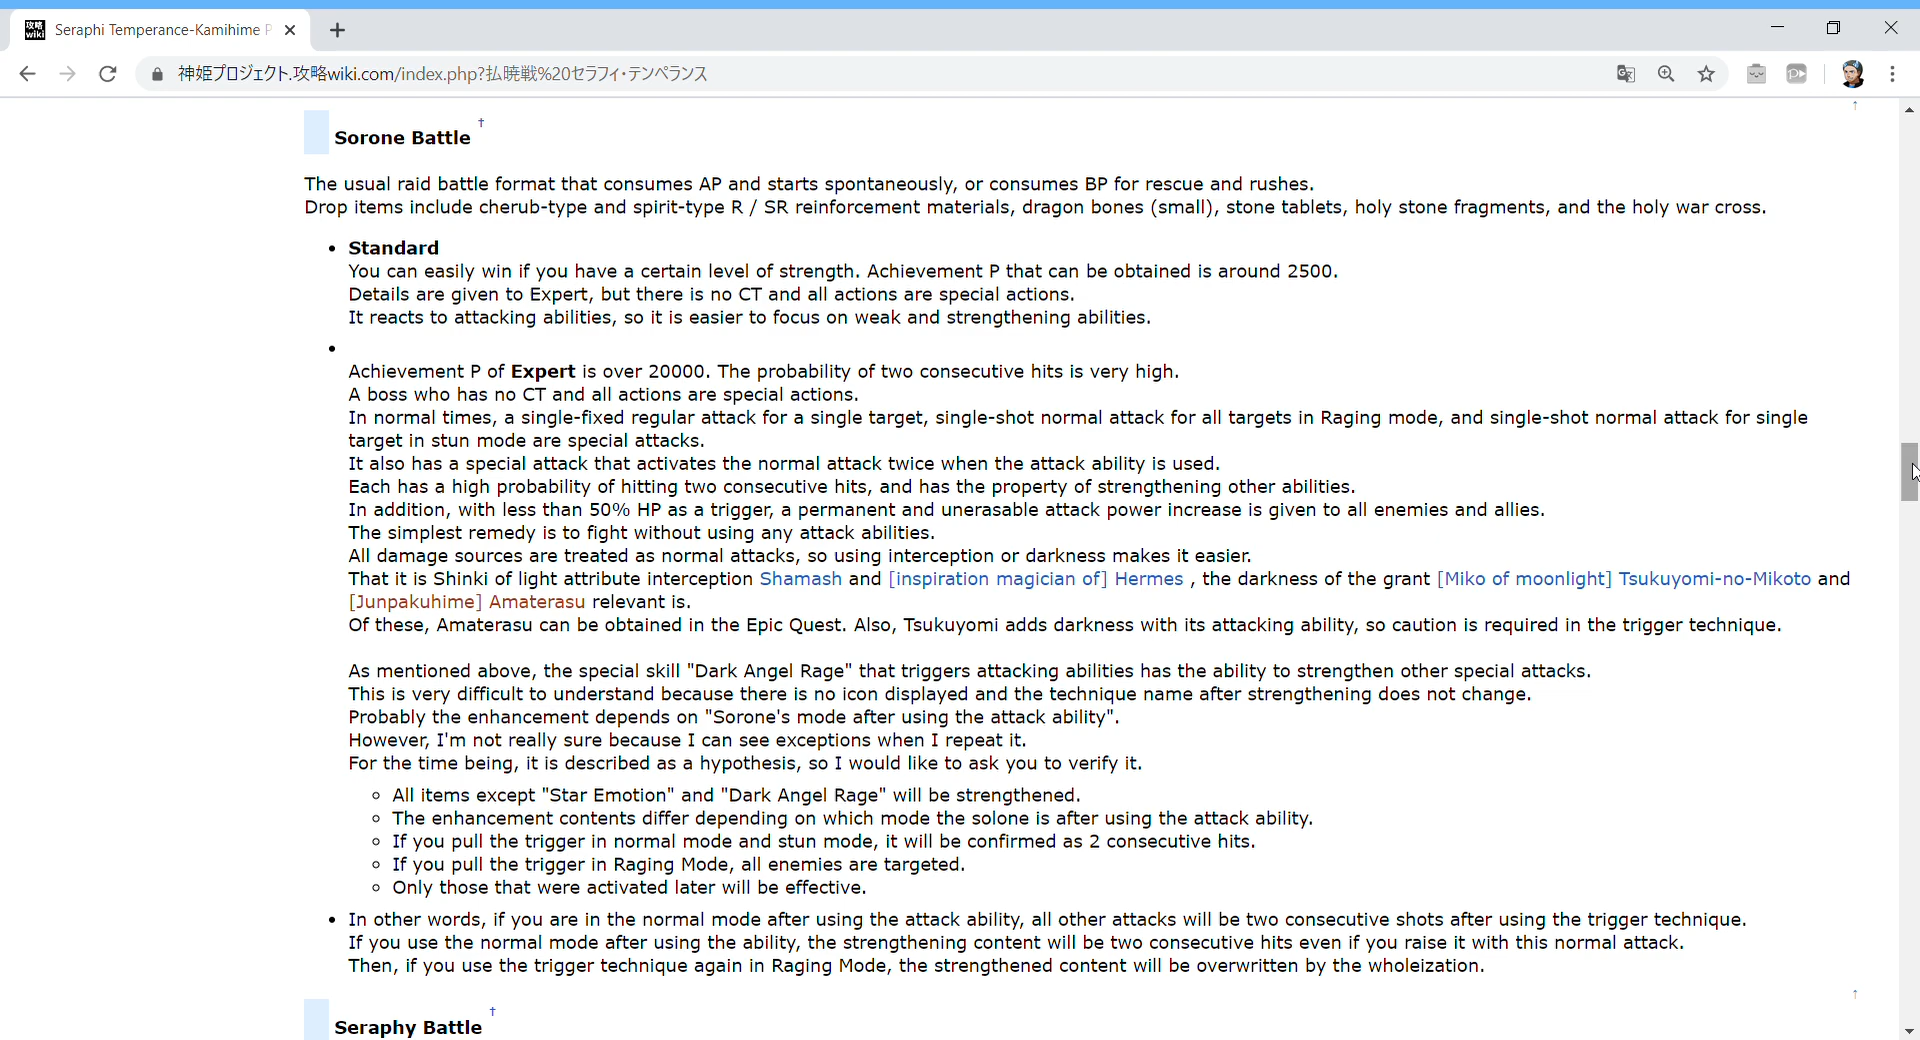 攻略
wiki
Seraphi Temperance-Kamihime P
神姫プロジェクト.攻略wiki.com/index.php?払暁戦%20セラフィ・テンペランス
↑
Sorone Battle †
The usual raid battle format that consumes AP and starts spontaneously, or consumes BP for rescue and rushes.
Drop items include cherub-type and spirit-type R / SR reinforcement materials, dragon bones (small), stone tablets, holy stone fragments, and the holy war cross.
• Standard
You can easily win if you have a certain level of strength. Achievement P that can be obtained is around 2500.
Details are given to Expert, but there is no CT and all actions are special actions.
It reacts to attacking abilities, so it is easier to focus on weak and strengthening abilities.
•
Achievement P of Expert is over 20000. The probability of two consecutive hits is very high.
A boss who has no CT and all actions are special actions.
In normal times, a single-fixed regular attack for a single target, single-shot normal attack for all targets in Raging mode, and single-shot normal attack for single
target in stun mode are special attacks.
It also has a special attack that activates the normal attack twice when the attack ability is used.
Each has a high probability of hitting two consecutive hits, and has the property of strengthening other abilities.
In addition, with less than 50% HP as a trigger, a permanent and unerasable attack power increase is given to all enemies and allies.
The simplest remedy is to fight without using any attack abilities.
All damage sources are treated as normal attacks, so using interception or darkness makes it easier.
That it is Shinki of light attribute interception Shamash and [inspiration magician of] Hermes , the darkness of the grant [Miko of moonlight] Tsukuyomi-no-Mikoto and
[Junpakuhime] Amaterasu relevant is.
Of these, Amaterasu can be obtained in the Epic Quest. Also, Tsukuyomi adds darkness with its attacking ability, so caution is required in the trigger technique.
As mentioned above, the special skill "Dark Angel Rage" that triggers attacking abilities has the ability to strengthen other special attacks.
This is very difficult to understand because there is no icon displayed and the technique name after strengthening does not change.
Probably the enhancement depends on "Sorone's mode after using the attack ability".
However, I'm not really sure because I can see exceptions when I repeat it.
For the time being, it is described as a hypothesis, so I would like to ask you to verify it.
◦ All items except "Star Emotion" and "Dark Angel Rage" will be strengthened.
◦ The enhancement contents differ depending on which mode the solone is after using the attack ability.
◦ If you pull the trigger in normal mode and stun mode, it will be confirmed as 2 consecutive hits.
◦ If you pull the trigger in Raging Mode, all enemies are targeted.
◦ Only those that were activated later will be effective.
• In other words, if you are in the normal mode after using the attack ability, all other attacks will be two consecutive shots after using the trigger technique.
If you use the normal mode after using the ability, the strengthening content will be two consecutive hits even if you raise it with this normal attack.
Then, if you use the trigger technique again in Raging Mode, the strengthened content will be overwritten by the wholeization.
↑
Seraphy Battle †